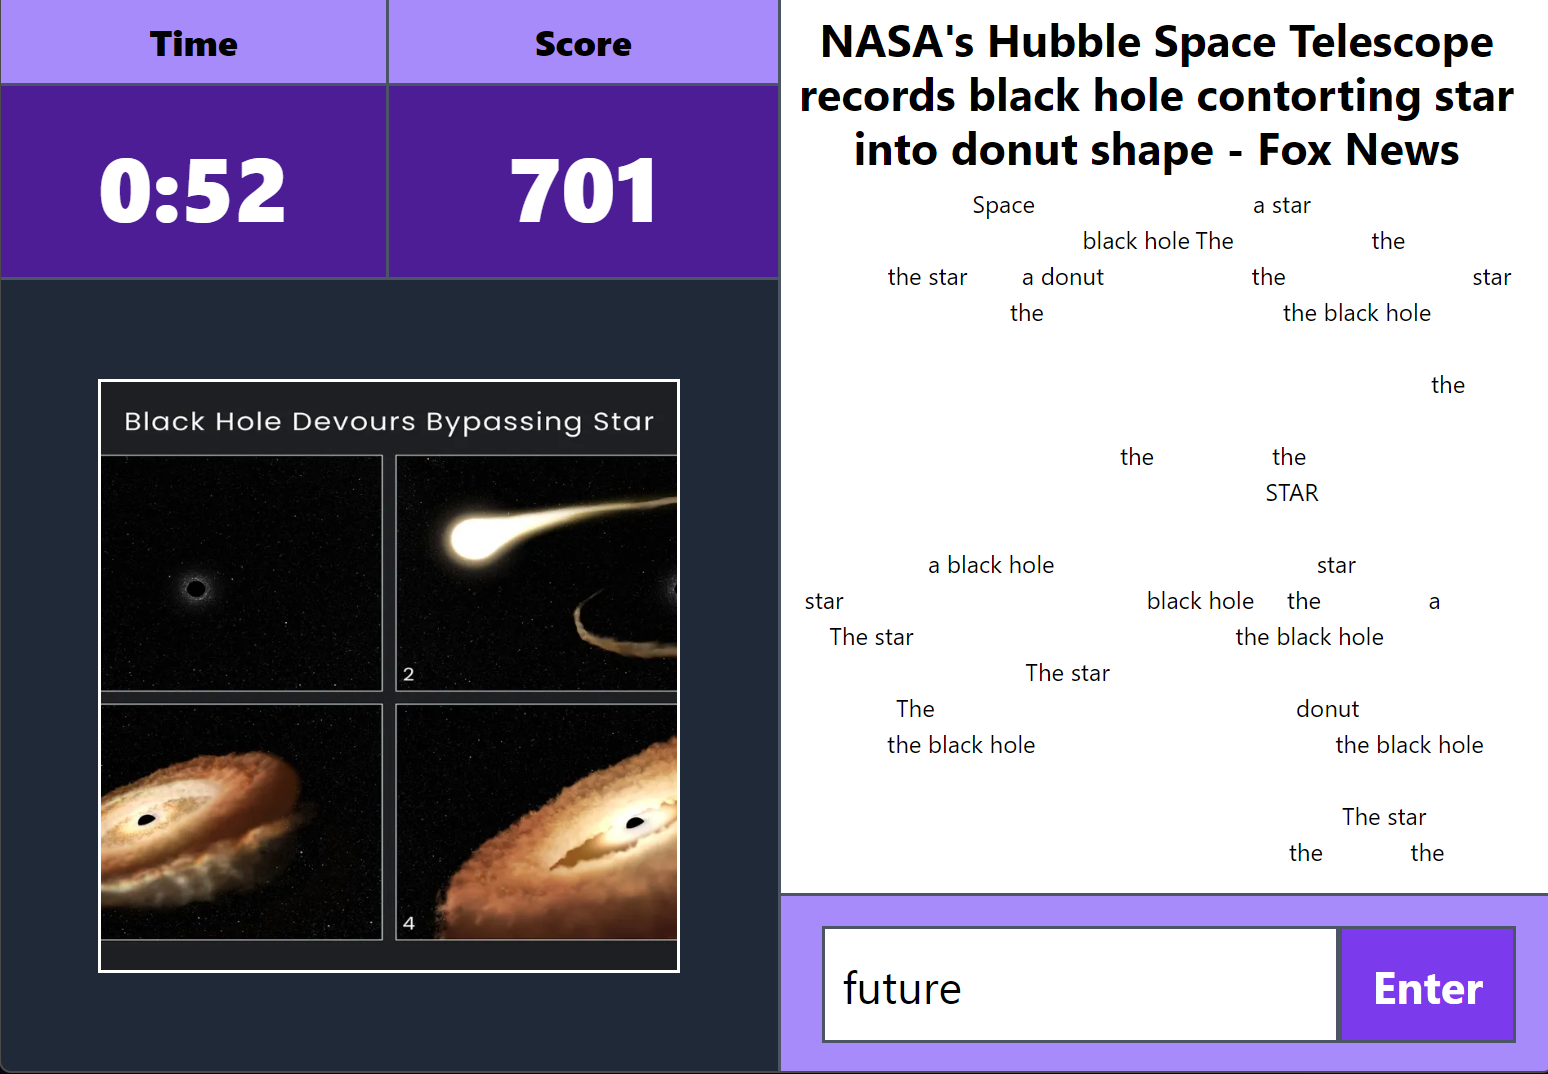 Time
Score
0:52
701
Black Hole Devours Bypassing Star
2
4
NASA's Hubble Space Telescope
records black hole contorting star
into donut shape - Fox News
Space a star
black hole The the
the star a donut the star
the the black hole
the
the the
STAR
a black hole star
star black hole the a
The star the black hole
The star
The donut
the black hole the black hole
The star
the the
future
Enter